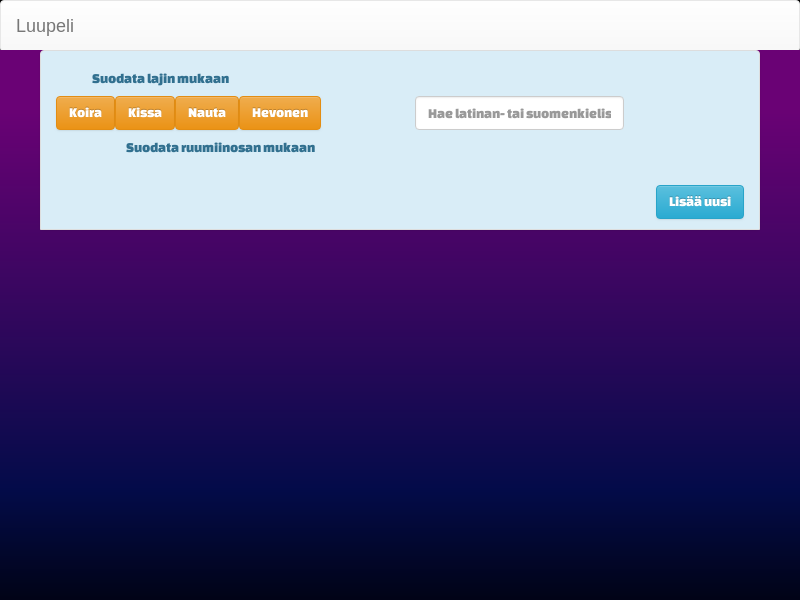 Luupeli
Suodata lajin mukaan
Koira Kissa Nauta Hevonen
Hae latinan- tai suomenkielis
Suodata ruumiinosan mukaan
Lisää uusi